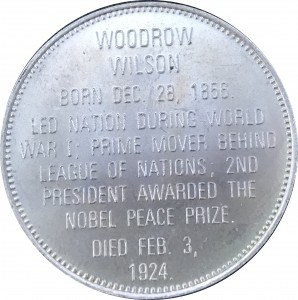 WOODROW
WILSON
BORN DEC. 28, 1856.
LED NATION DURING WORLD
WAR I; PRIME MOVER BEHIND
LEAGUE OF NATIONS, 2ND
PRESIDENT AWARDED THE
NOBEL PEACE PRIZE.
DIED FEB. 3,
1924.